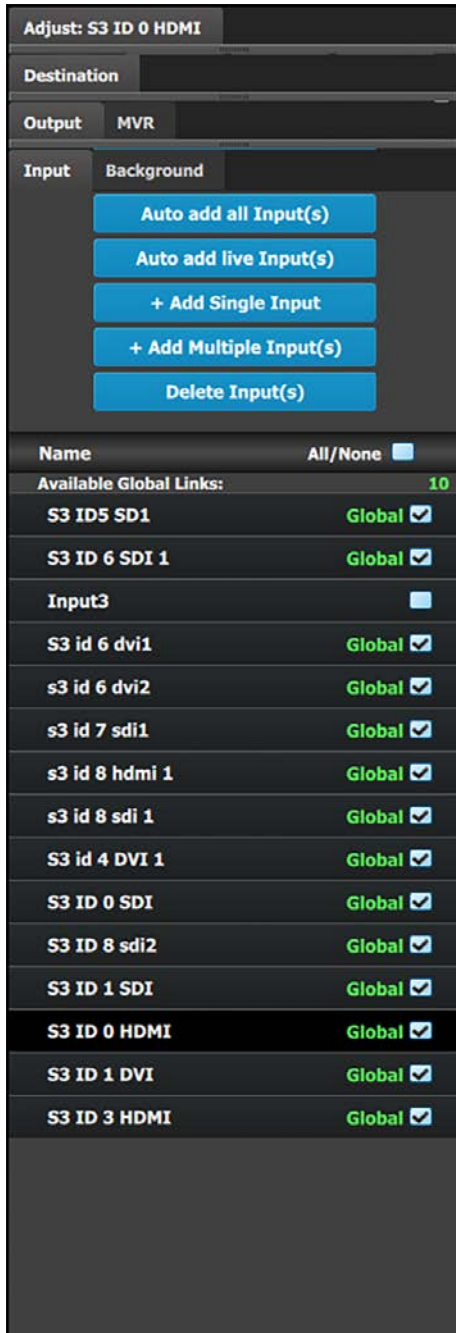 Adjust: S3 ID 0 HDMI
Destination
Output MVR
Input Background
Auto add all Input(s)
Auto add live Input(s)
+ Add Single Input
+ Add Multiple Input(s)
Delete Input(s)
Name All/None
Available Global Links: 10
S3 ID5 SD1 Global
S3 ID 6 SDI 1 Global
Input3
S3 id 6 dvi1 Global
s3 id 6 dvi2 Global
s3 id 7 sdi1 Global
s3 id 8 hdmi 1 Global
s3 id 8 sdi 1 Global
S3 id 4 DVI 1 Global
S3 ID 0 SDI Global
S3 ID 8 sdi2 Global
S3 ID 1 SDI Global
S3 ID 0 HDMI Global
S3 ID 1 DVI Global
S3 ID 3 HDMI Global